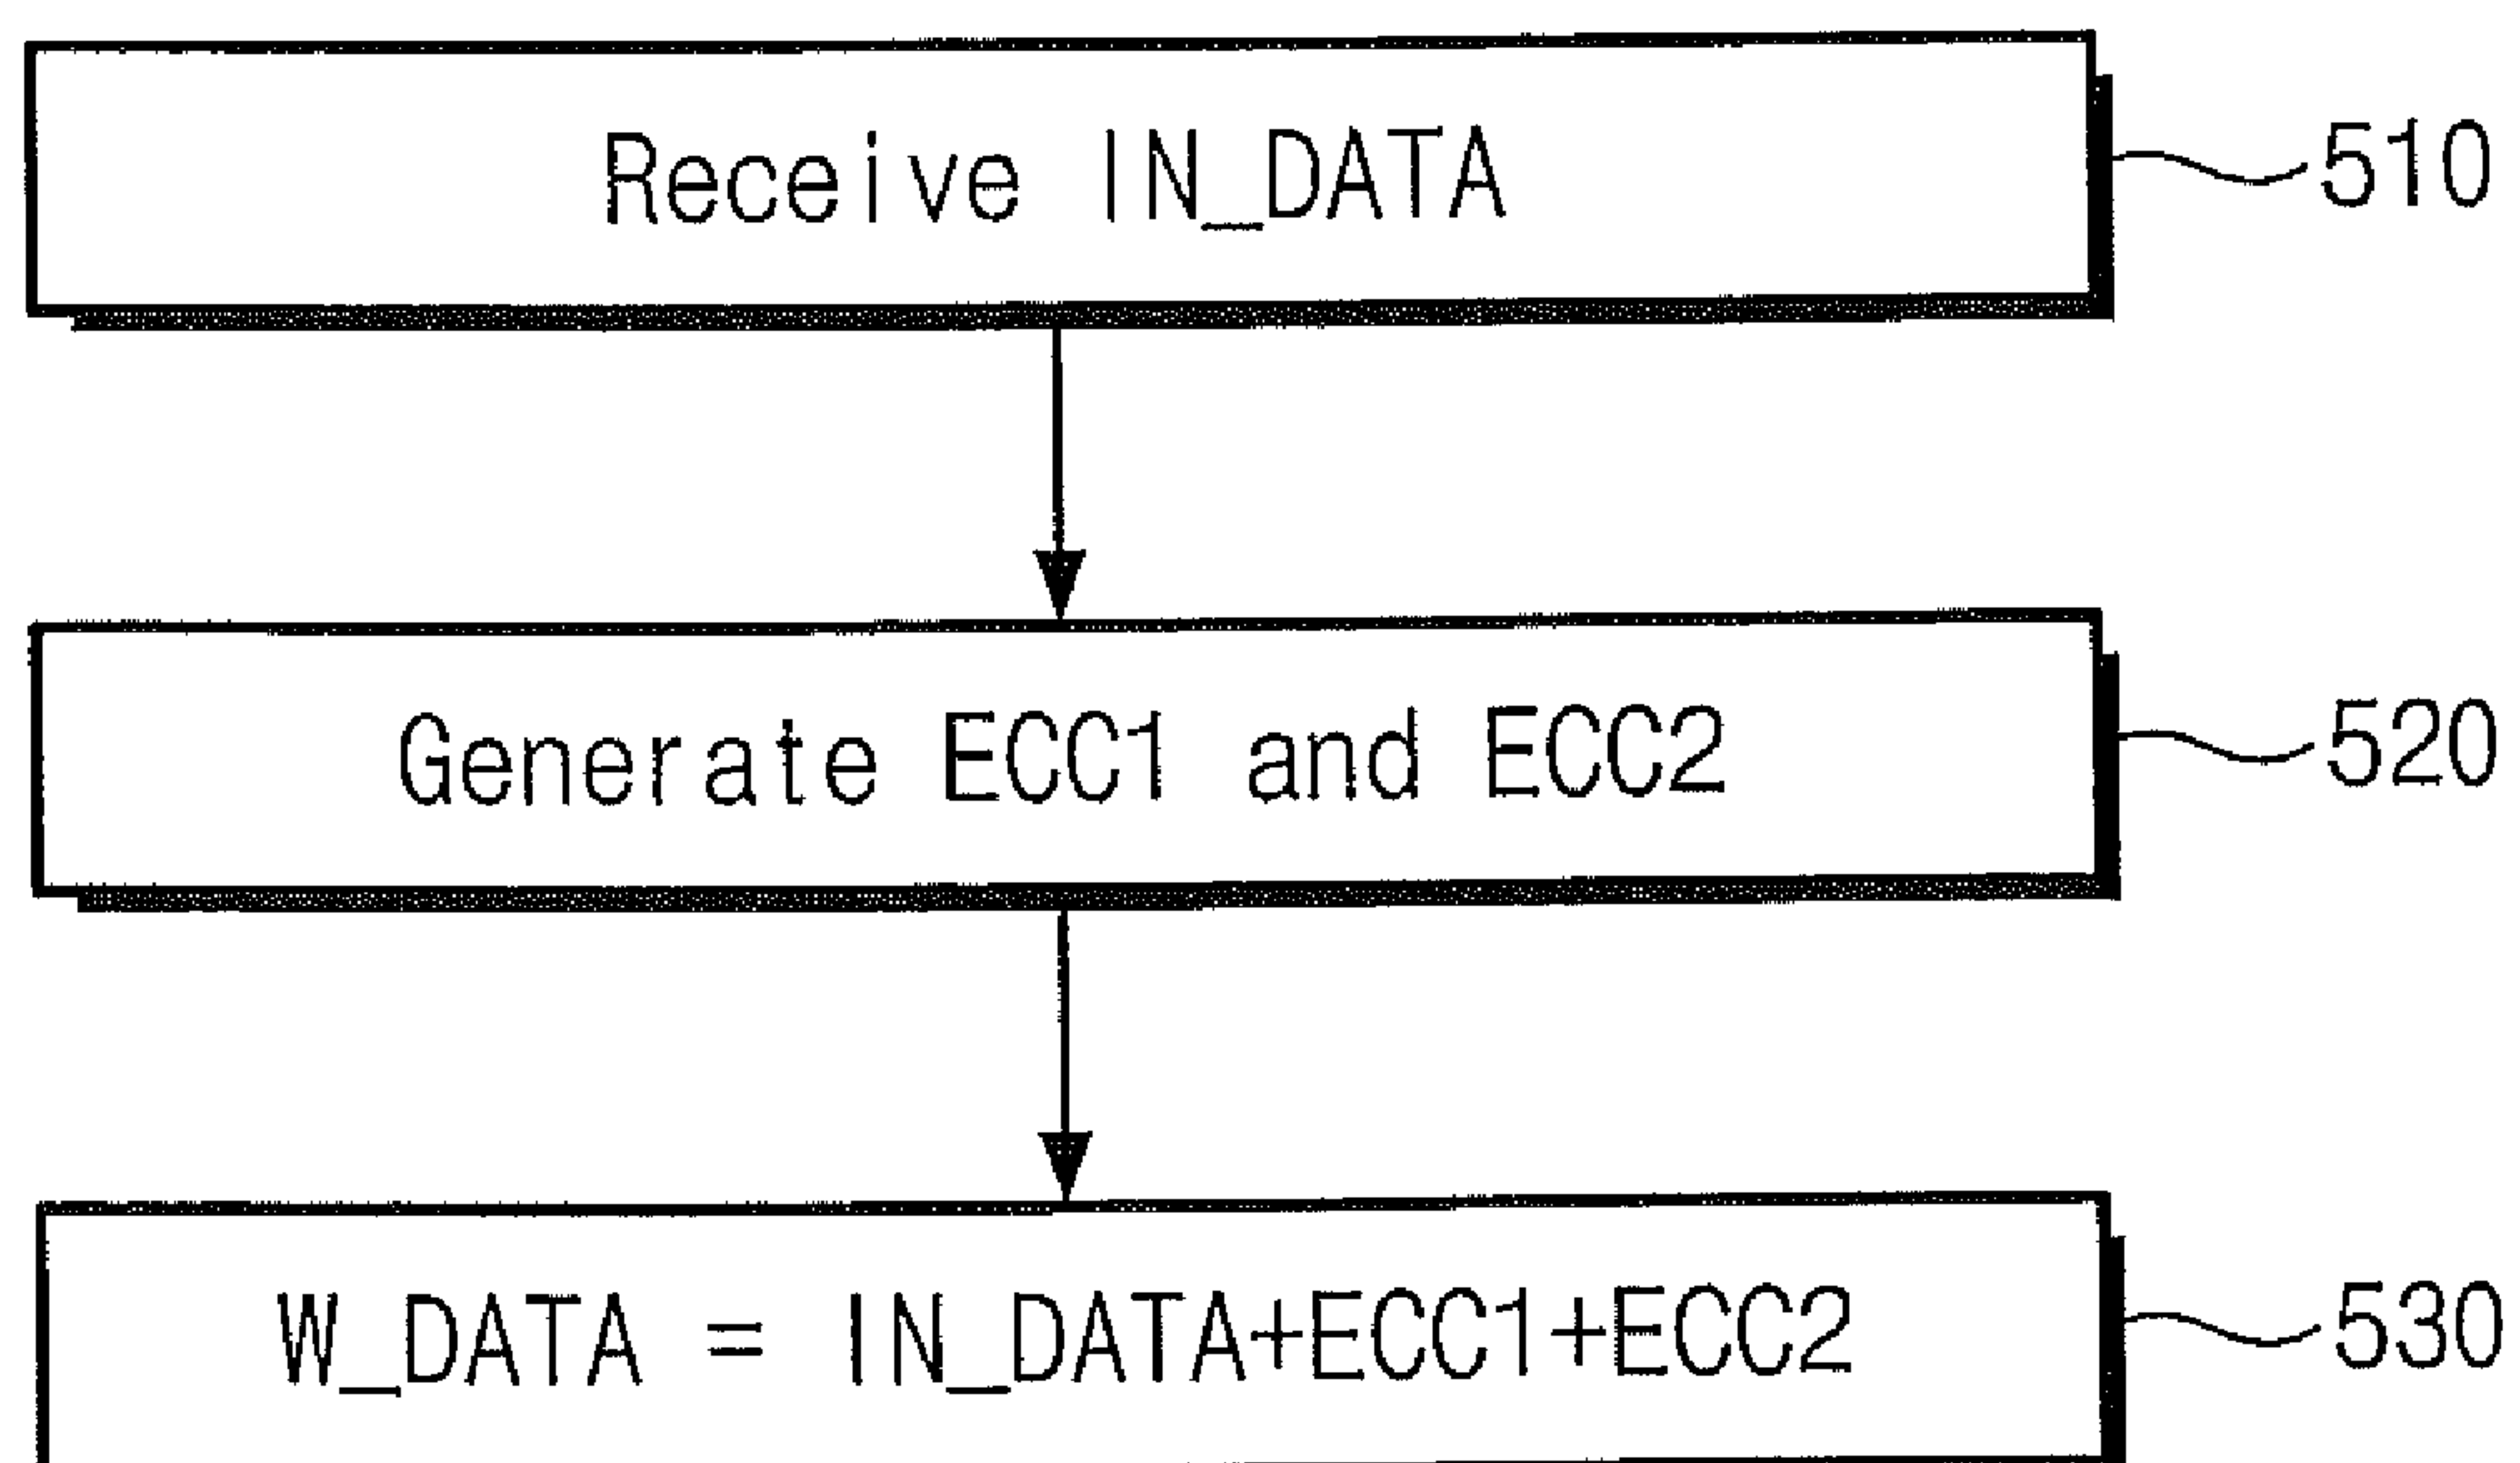 Receive IN_DATA 510
Generate ECC1 and ECC2 520
W_DATA = IN_DATA+ECC1+ECC2 530